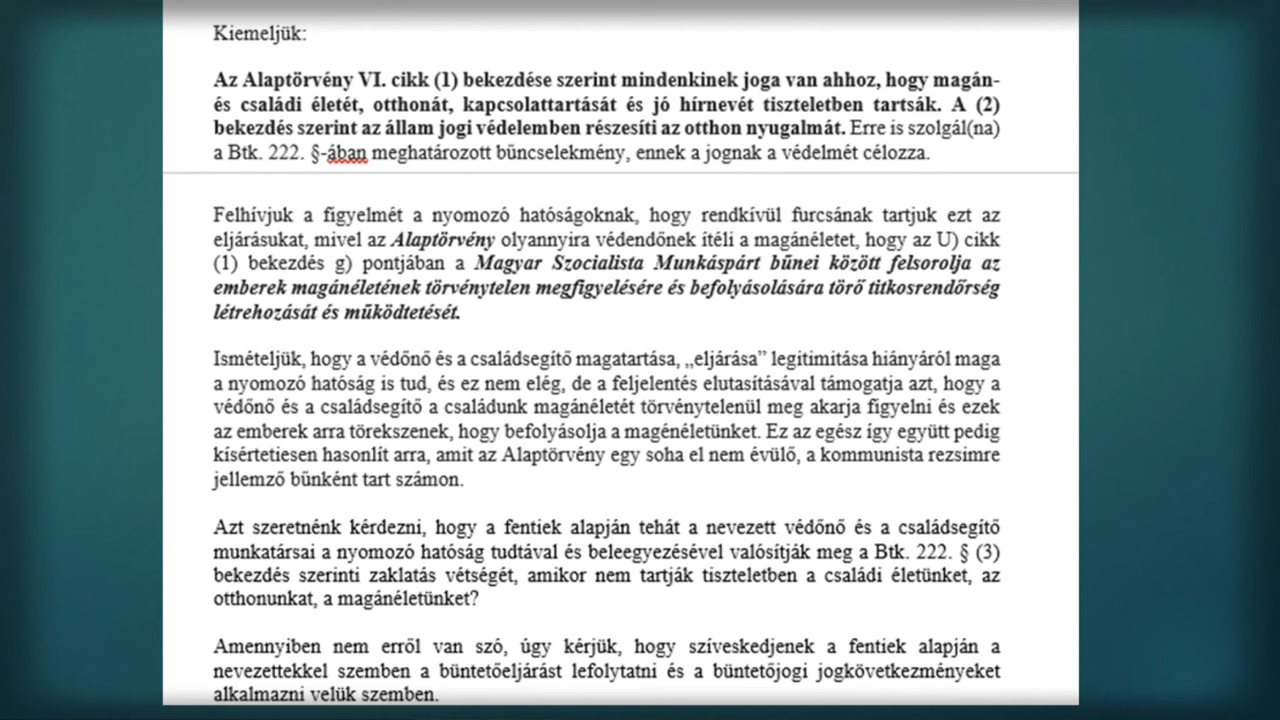 Kiemeljük:
Az Alaptörvény VI. cikk (1) bekezdése szerint mindenkinek joga van ahhoz, hogy magán-
és családi életét, otthonát, kapcsolattartását és jó hírnevét tiszteletben tartsák. A (2)
bekezdés szerint az állam jogi védelemben részesíti az otthon nyugalmát. Erre is szolgál(na)
a Btk. 222. §-ában meghatározott bűncselekmény, ennek a jognak a védelmét célozza.
Felhívjuk a figyelmét a nyomozó hatóságoknak, hogy rendkívül furcsának tartjuk ezt az
eljárásukat, mivel az Alaptörvény olyannyira védendőnek ítéli a magánéletet, hogy az U) cikk
(1) bekezdés g) pontjában a Magyar Szocialista Munkáspárt bűnei között felsorolja az
emberek magánéletének törvénytelen megfigyelésére és befolyásolására törő titkosrendőrség
létrehozását és működtetését.
Ismételjük, hogy a védőnő és a családsegítő magatartása, „eljárása” legitimitása hiányáról maga
a nyomozó hatóság is tud, és ez nem elég, de a feljelentés elutasításával támogatja azt, hogy a
védőnő és a családsegítő a családunk magánéletét törvénytelenül meg akarja figyelni és ezek
az emberek arra törekszenek, hogy befolyásolja a magénéletünket. Ez az egész így együtt pedig
kísértetiesen hasonlít arra, amit az Alaptörvény egy soha el nem évülő, a kommunista rezsimre
jellemző bűnként tart számon.
Azt szeretnénk kérdezni, hogy a fentiek alapján tehát a nevezett védőnő és a családsegítő
munkatársai a nyomozó hatóság tudtával és beleegyezésével valósítják meg a Btk. 222. § (3)
bekezdés szerinti zaklatás vétségét, amikor nem tartják tiszteletben a családi életünket, az
otthonunkat, a magánéletünket?
Amennyiben nem erről van szó, úgy kérjük, hogy szíveskedjenek a fentiek alapján a
nevezettekkel szemben a büntetőeljárást lefolytatni és a büntetőjogi jogkövetkezményeket
alkalmazni velük szemben.